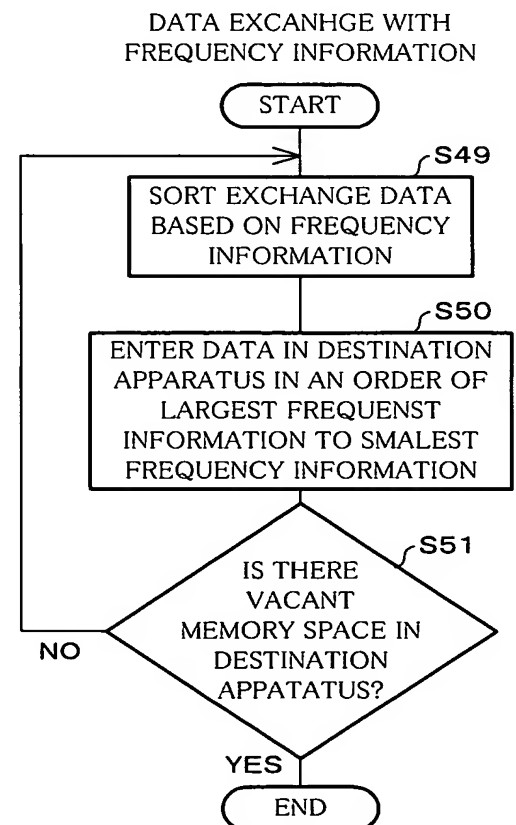 DATA EXCANHGE WITH
FREQUENCY INFORMATION
START
S49
SORT EXCHANGE DATA
BASED ON FREQUENCY
INFORMATION
S50
ENTER DATA IN DESTINATION
APPARATUS IN AN ORDER OF
LARGEST FREQUENST
INFORMATION TO SMALEST
FREQUENCY INFORMATION
S51
IS THERE
VACANT
MEMORY SPACE IN
DESTINATION
APPATATUS?
NO
YES
END